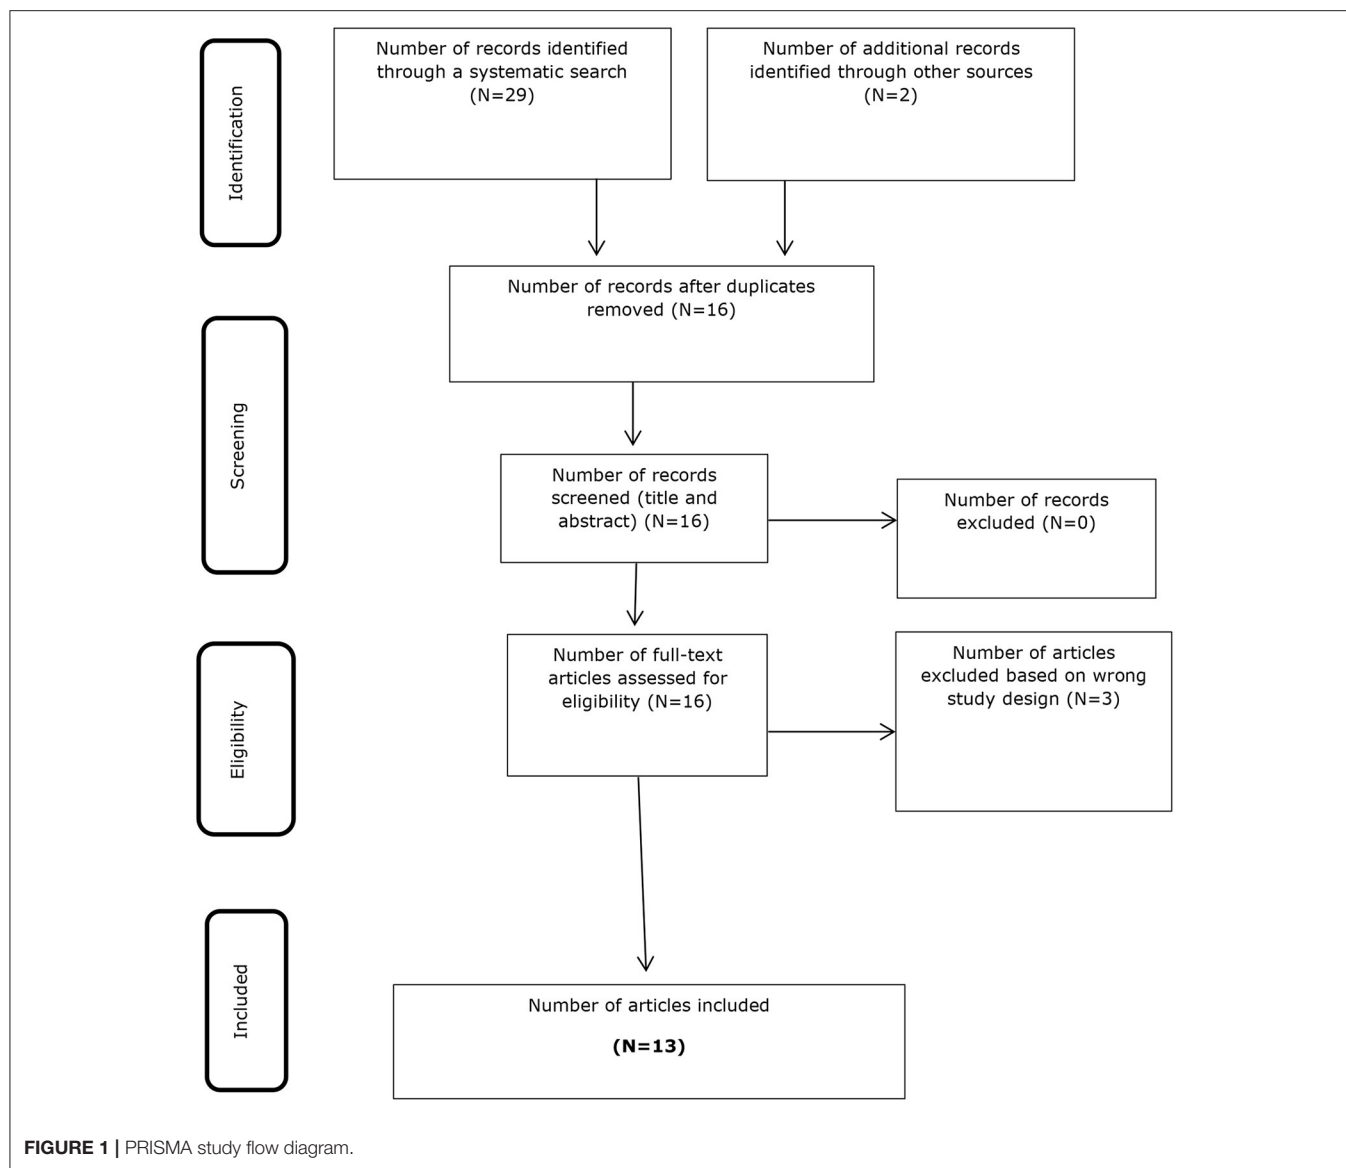 Identification
Number of records identified
through a systematic search
(N=29)
Number of additional records
identified through other sources
(N=2)
Number of records after duplicates
removed (N=16)
Screening
Number of records
screened (title and
abstract) (N=16)
Number of records
excluded (N=0)
Eligibility
Number of full-text
articles assessed for
eligibility (N=16)
Number of articles
excluded based on wrong
study design (N=3)
Included
Number of articles included
(N=13)
FIGURE 1 | PRISMA study flow diagram.